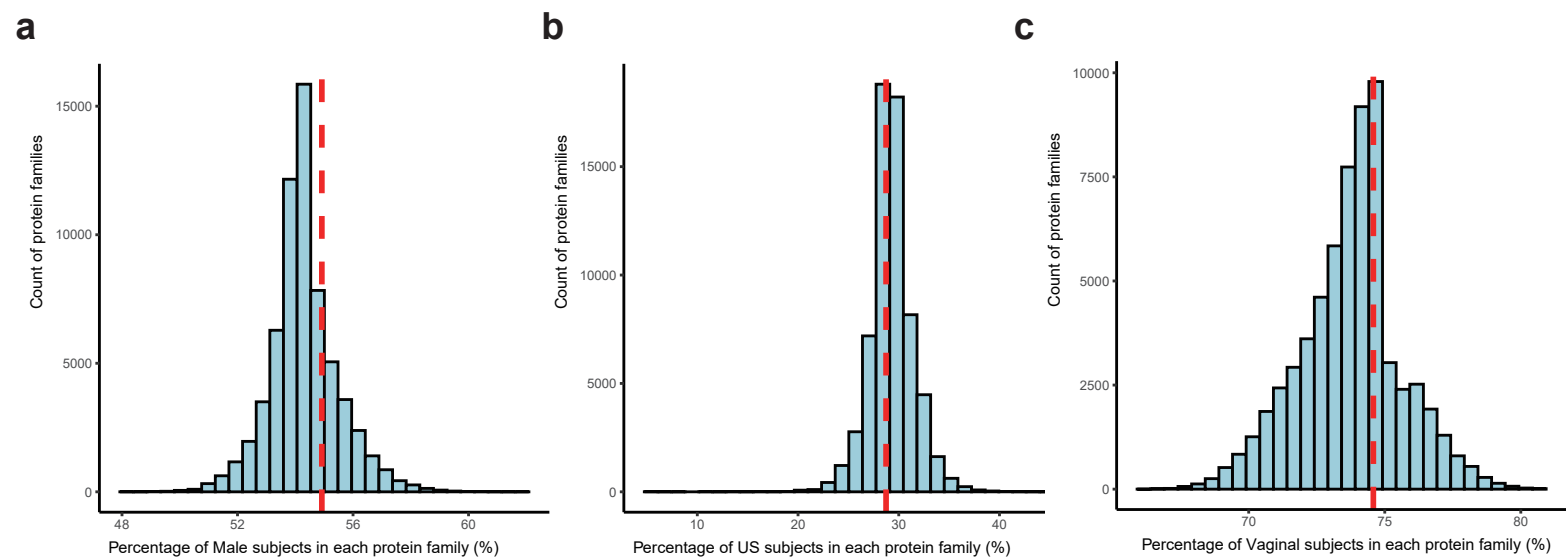 a
b
c
Count of protein families
15000
10000
5000
0
48
52
56
60
Percentage of Male subjects in each protein family (%)
Count of protein families
15000
10000
5000
0
10
20
30
40
Percentage of US subjects in each protein family (%)
Count of protein families
10000
7500
5000
2500
0
70
75
80
Percentage of Vaginal subjects in each protein family (%)